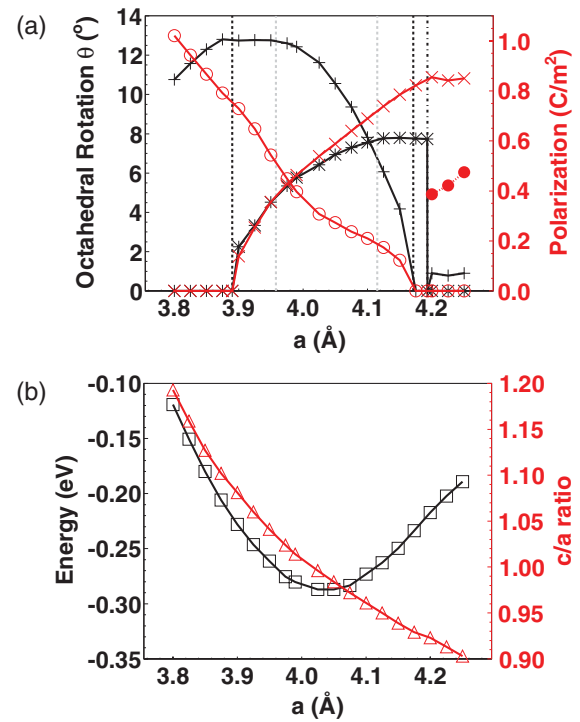 (a)
Octahedral Rotation θ (°)
14
12
10
8
6
4
2
0
1.0
0.8
0.6
0.4
0.2
0.0
Polarization (C/m²)
3.8 3.9 4.0 4.1 4.2
a (Å)
(b)
Energy (eV)
-0.10
-0.15
-0.20
-0.25
-0.30
-0.35
1.20
1.15
1.10
1.05
1.00
0.95
0.90
c/a ratio
3.8 3.9 4.0 4.1 4.2
a (Å)